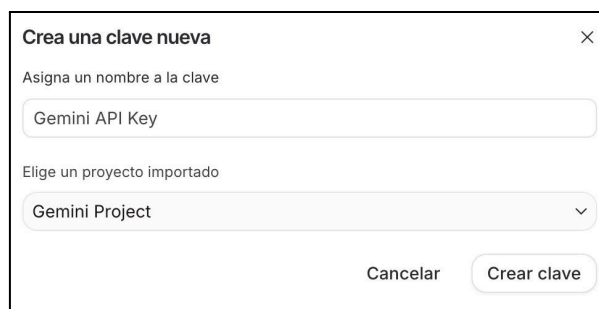 Crea una clave nueva
Asigna un nombre a la clave
Gemini API Key
Elige un proyecto importado
Gemini Project
Cancelar Crear clave